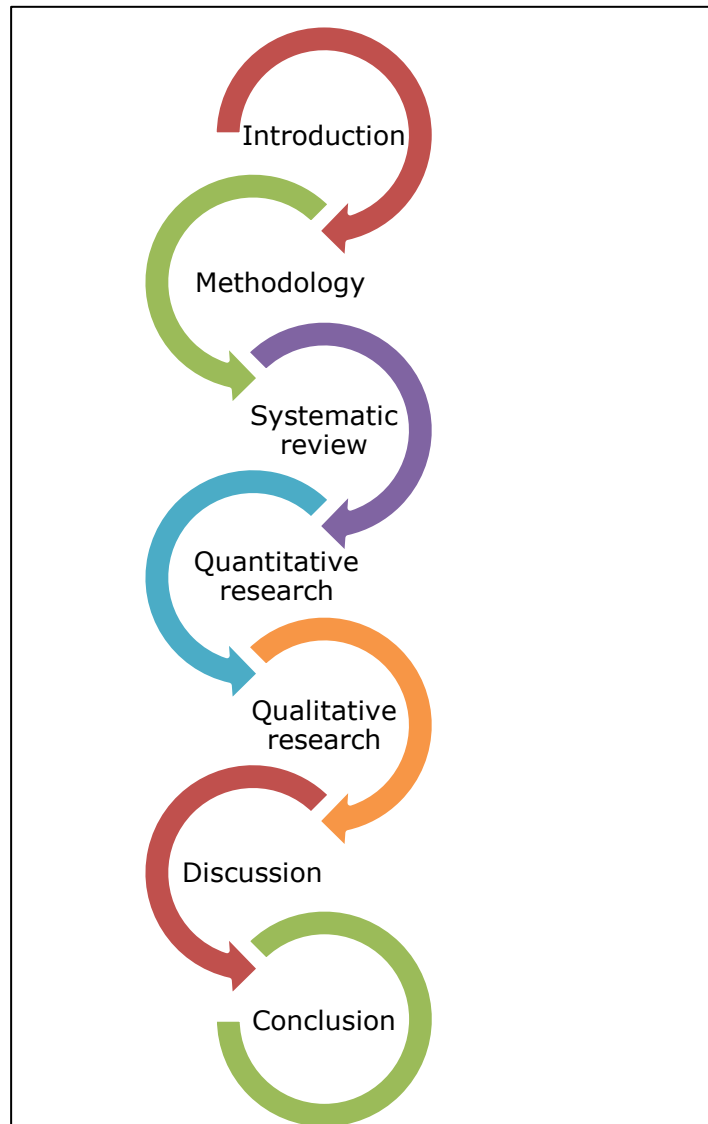 Introduction
Methodology
Systematic
review
Quantitative
research
Qualitative
research
Discussion
Conclusion